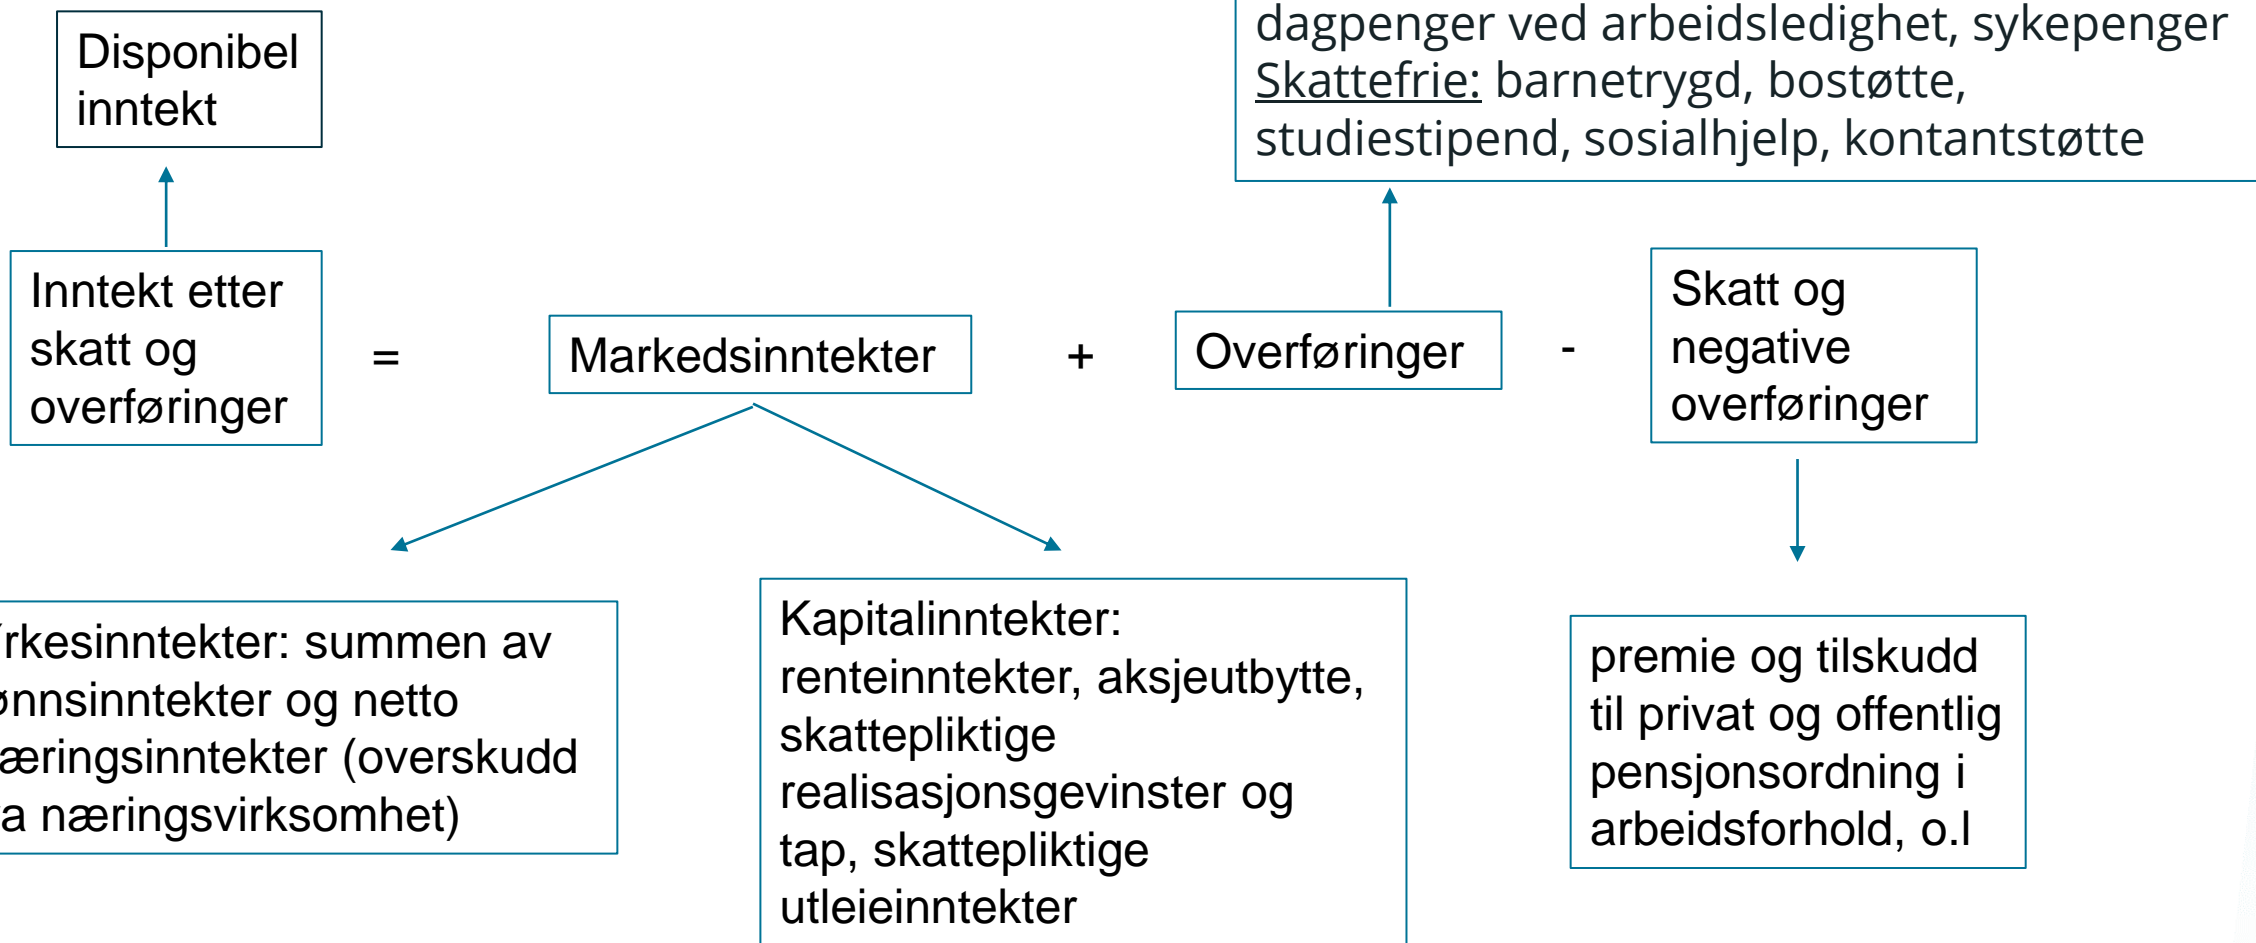 Disponibel
inntekt
dagpenger ved arbeidsledighet, sykepenger
Skattefrie: barnetrygd, bostøtte,
studiestipend, sosialhjelp, kontantstøtte
Inntekt etter
skatt og
overføringer
=
Markedsinntekter
+
Overføringer
-
Skatt og
negative
overføringer
rkesinntekter: summen av
ønnsinntekter og netto
æringsinntekter (overskudd
a næringsvirksomhet)
Kapitalinntekter:
renteinntekter, aksjeutbytte,
skattepliktige
realisasjonsgevinster og
tap, skattepliktige
utleieinntekter
premie og tilskudd
til privat og offentlig
pensjonsordning i
arbeidsforhold, o.l